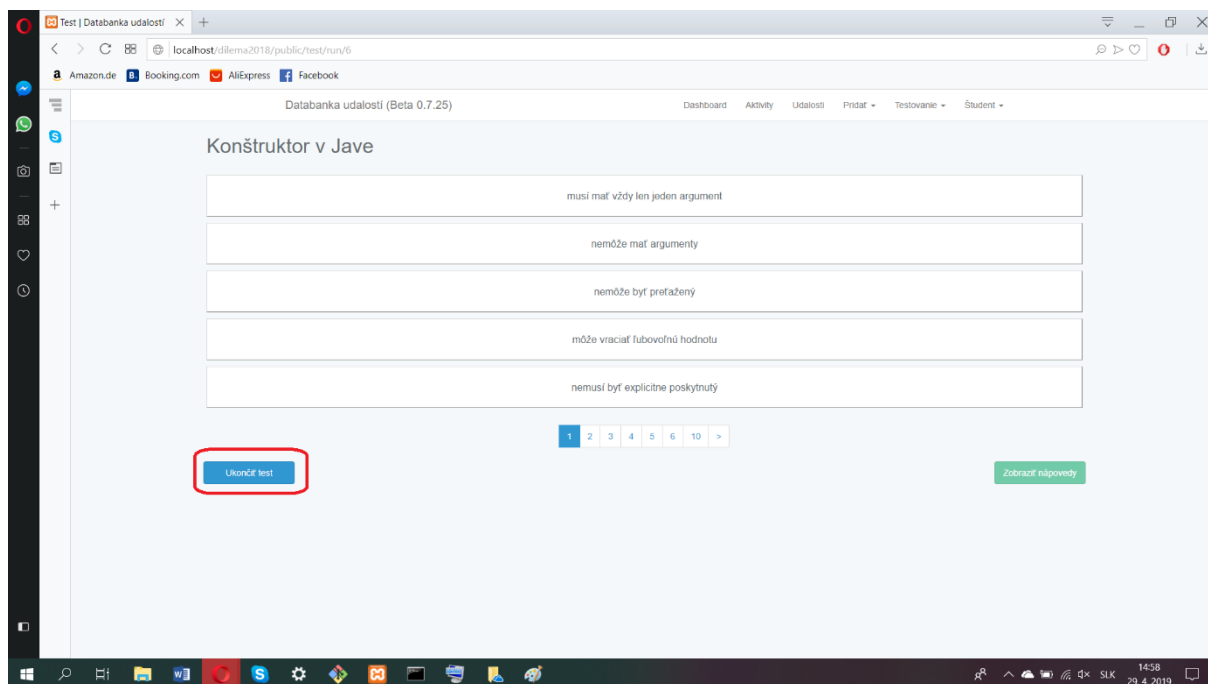 Test | Databanka udalostí
localhost/dilema2018/public/test/run/6
Amazon.de Booking.com AliExpress Facebook
Databanka udalostí (Beta 0.7.25) Dashboard Aktivity Udalosti Pridať Testovanie Študent
Konštruktor v Jave
musí mať vždy len jeden argument
nemôže mať argumenty
nemôže byť preťažený
môže vraciať ľubovoľnú hodnotu
nemusí byť explicitne poskytnutý
1 2 3 4 5 6 10 >
Ukončiť test Zobraziť nápovedy
SLK 14:58
29. 4. 2019